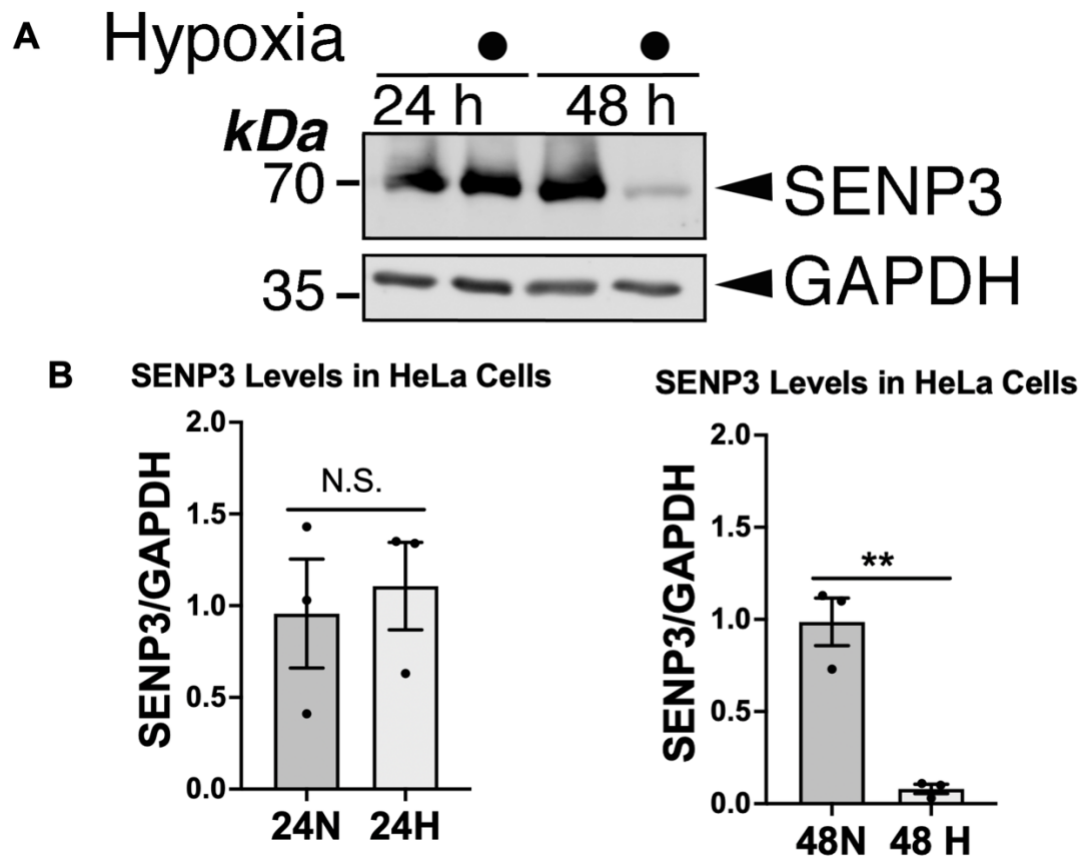 A Hypoxia ● ●
24 h 48 h
kDa
70 SENP3
35 GAPDH
B SENP3 Levels in HeLa Cells
SENP3/GAPDH
2.0
1.5
1.0
0.5
0.0
N.S.
24N 24H
SENP3 Levels in HeLa Cells
SENP3/GAPDH
2.0
1.5
1.0
0.5
0.0
**
48N 48 H